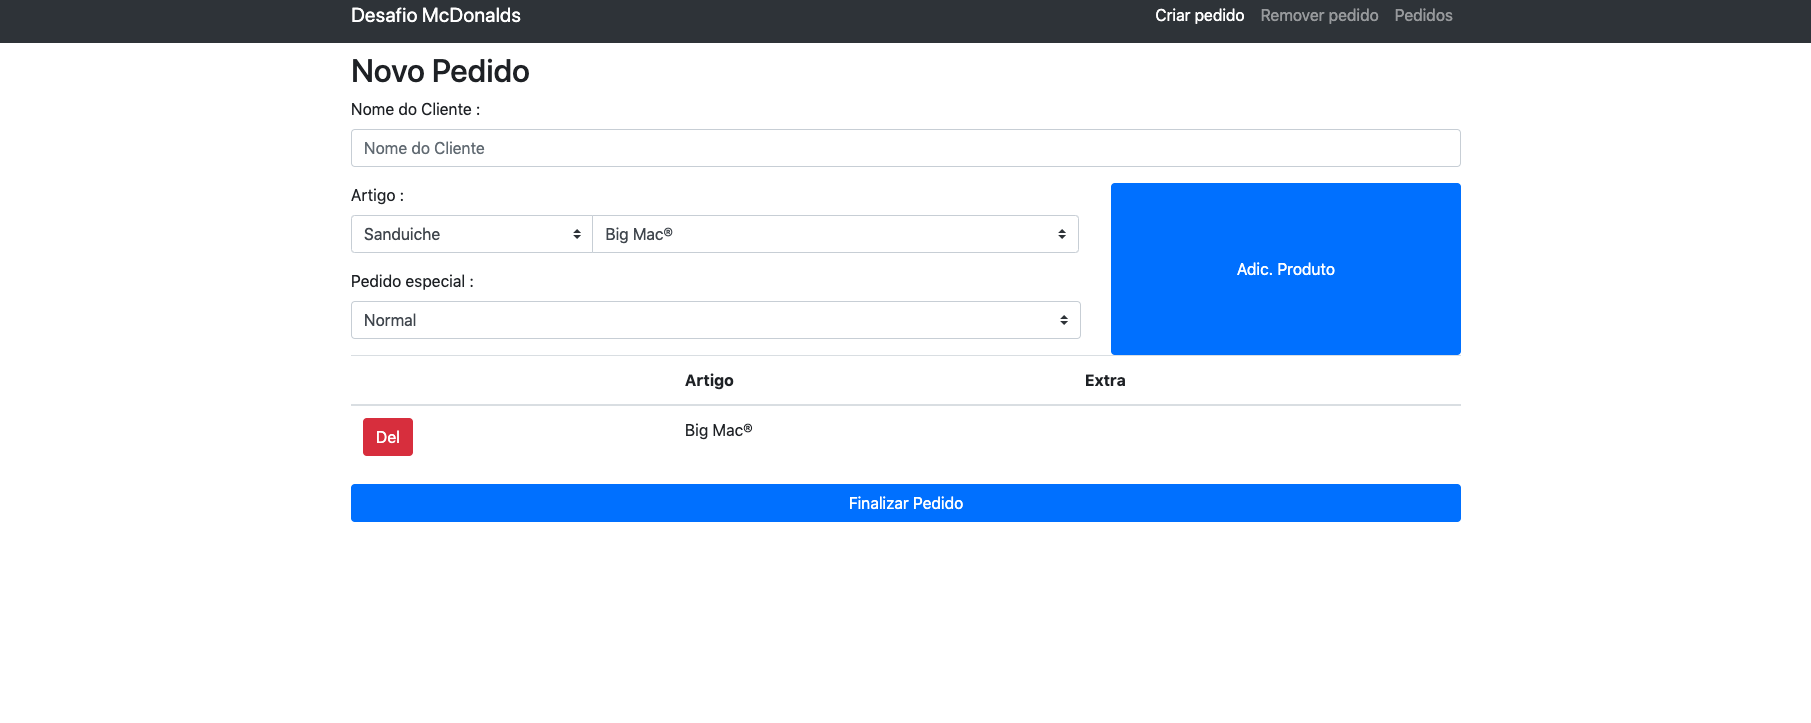 Desafio McDonalds Criar pedido Remover pedido Pedidos
Novo Pedido
Nome do Cliente :
Nome do Cliente
Artigo :
Sanduiche Big Mac®
Adic. Produto
Pedido especial :
Normal
Artigo Extra
Del Big Mac®
Finalizar Pedido